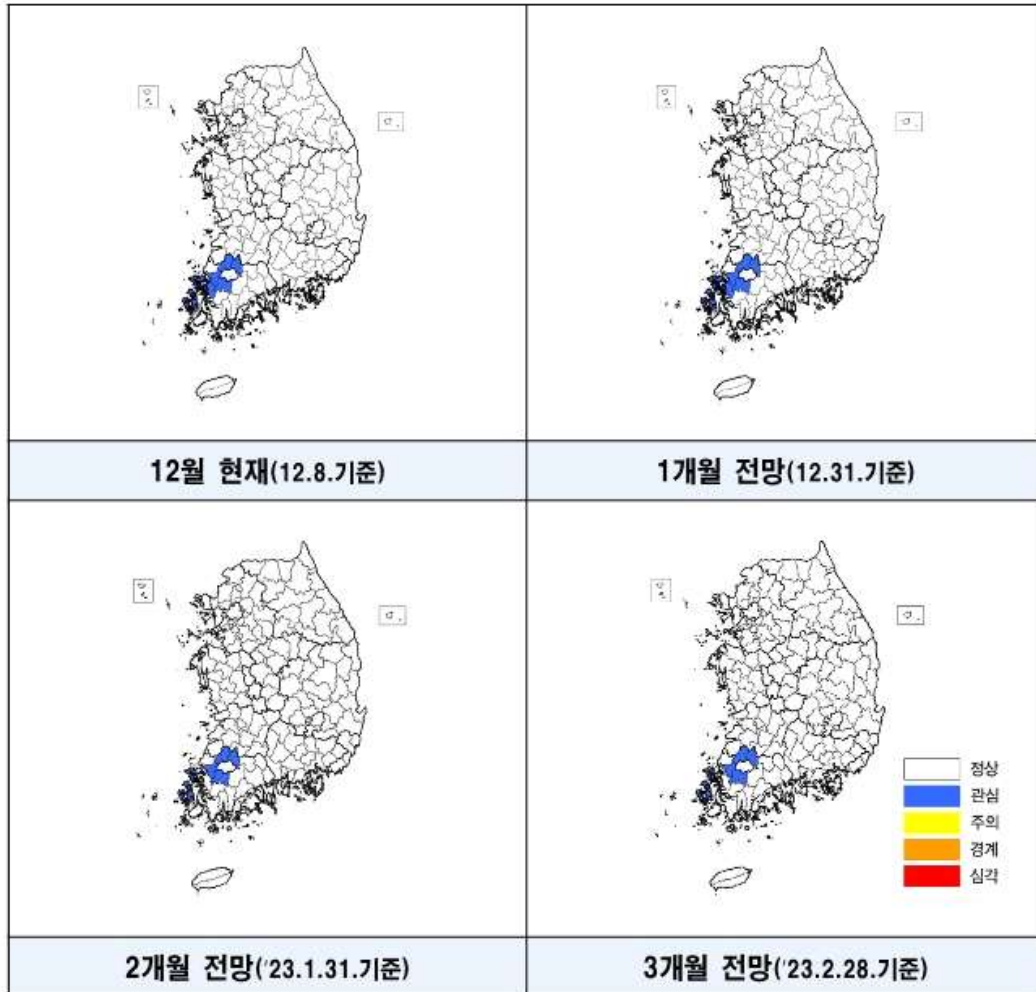 12월 현재(12.8.기준)
1개월 전망(12.31.기준)
정상
관심
주의
경계
심각
2개월 전망('23.1.31.기준)
3개월 전망('23.2.28.기준)